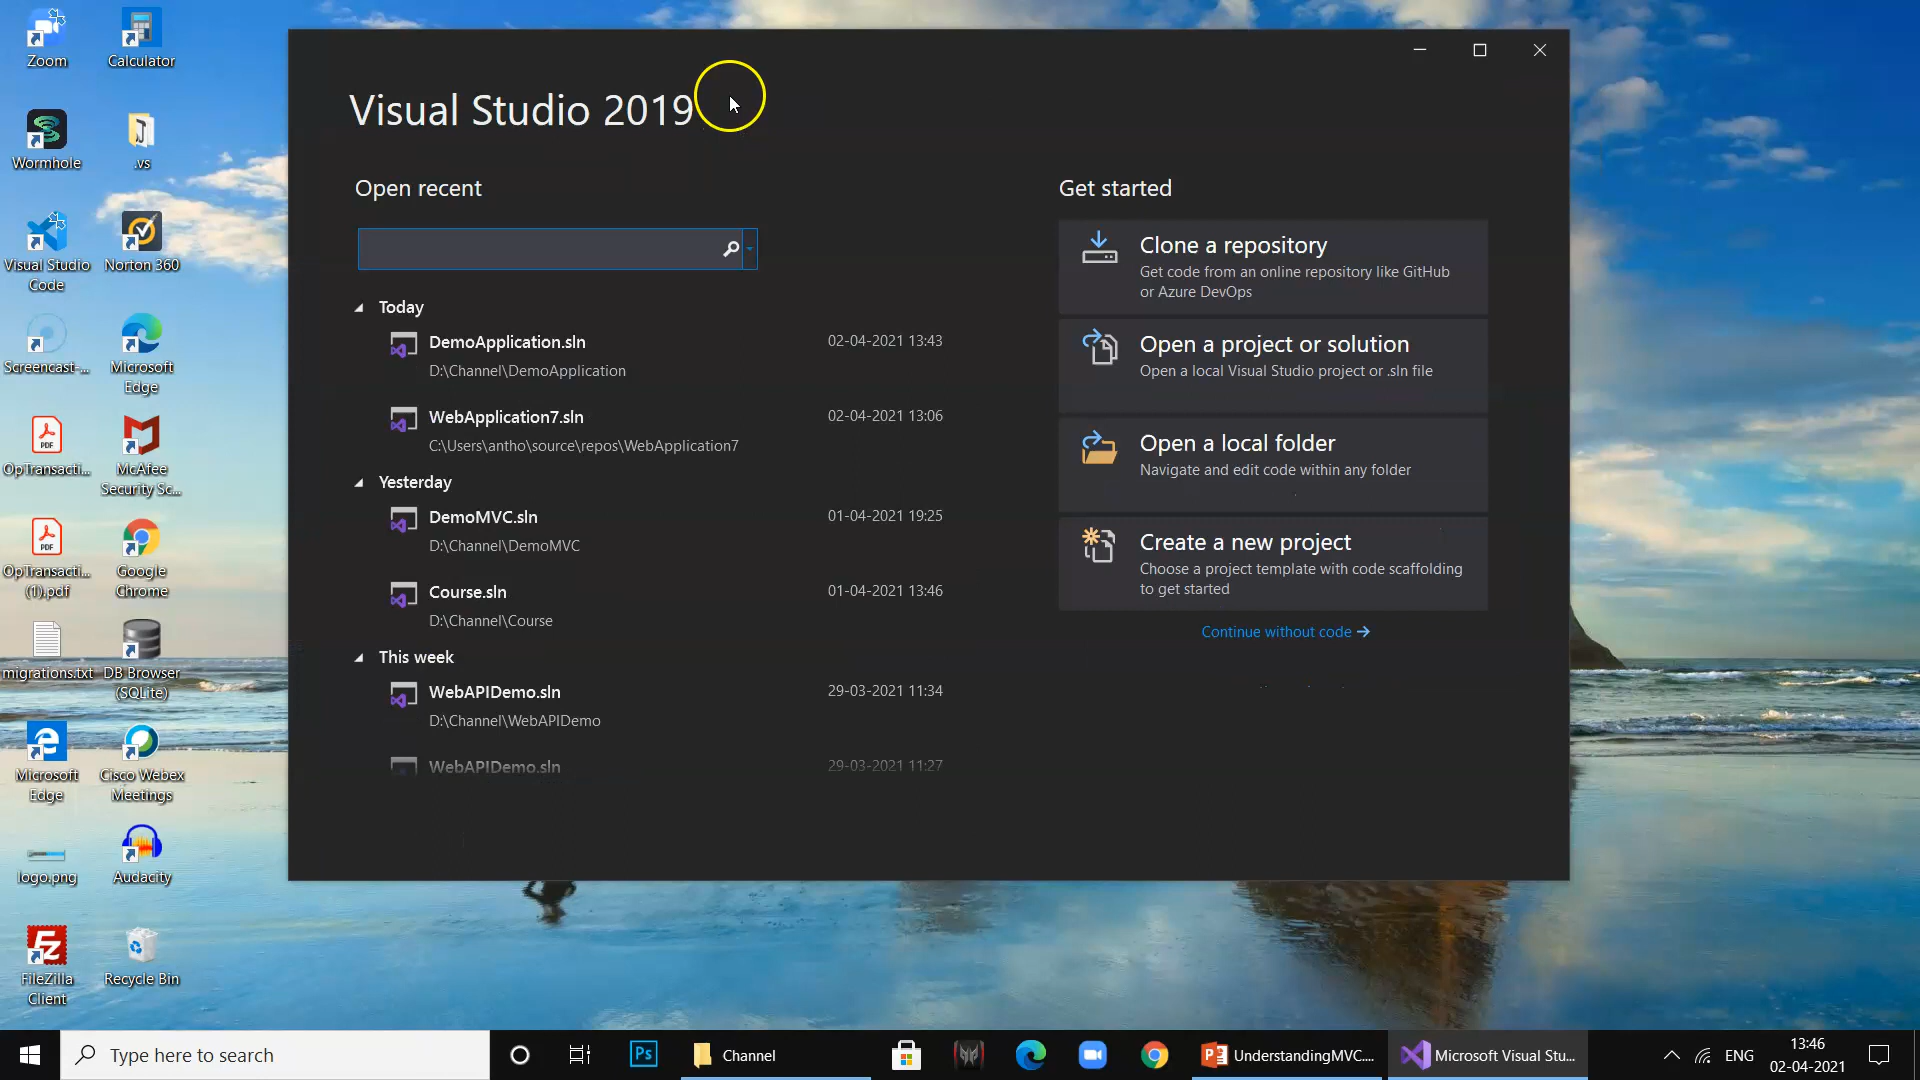 Zoom
Calculator
Wormhole
.vs
Visual Studio
Code
Norton 360
Screencast-...
Microsoft
Edge
OpTransacti...
McAfee
Security Sc...
OpTransacti...
(1).pdf
Google
Chrome
migrations.txt
DB Browser
(SQLite)
Microsoft
Edge
Cisco Webex
Meetings
logo.png
Audacity
FileZilla
Client
Recycle Bin
Visual Studio 2019
Open recent
Today
DemoApplication.sln
02-04-2021 13:43
D:\Channel\DemoApplication
WebApplication7.sln
02-04-2021 13:06
C:\Users\antho\source\repos\WebApplication7
Yesterday
DemoMVC.sln
01-04-2021 19:25
D:\Channel\DemoMVC
Course.sln
01-04-2021 13:46
D:\Channel\Course
This week
WebAPIDemo.sln
29-03-2021 11:34
D:\Channel\WebAPIDemo
WebAPIDemo.sln
29-03-2021 11:27
Get started
Clone a repository
Get code from an online repository like GitHub
or Azure DevOps
Open a project or solution
Open a local Visual Studio project or .sln file
Open a local folder
Navigate and edit code within any folder
Create a new project
Choose a project template with code scaffolding
to get started
Continue without code
Type here to search
Ps
Channel
UnderstandingMVC....
Microsoft Visual Stu...
ENG
13:46
02-04-2021